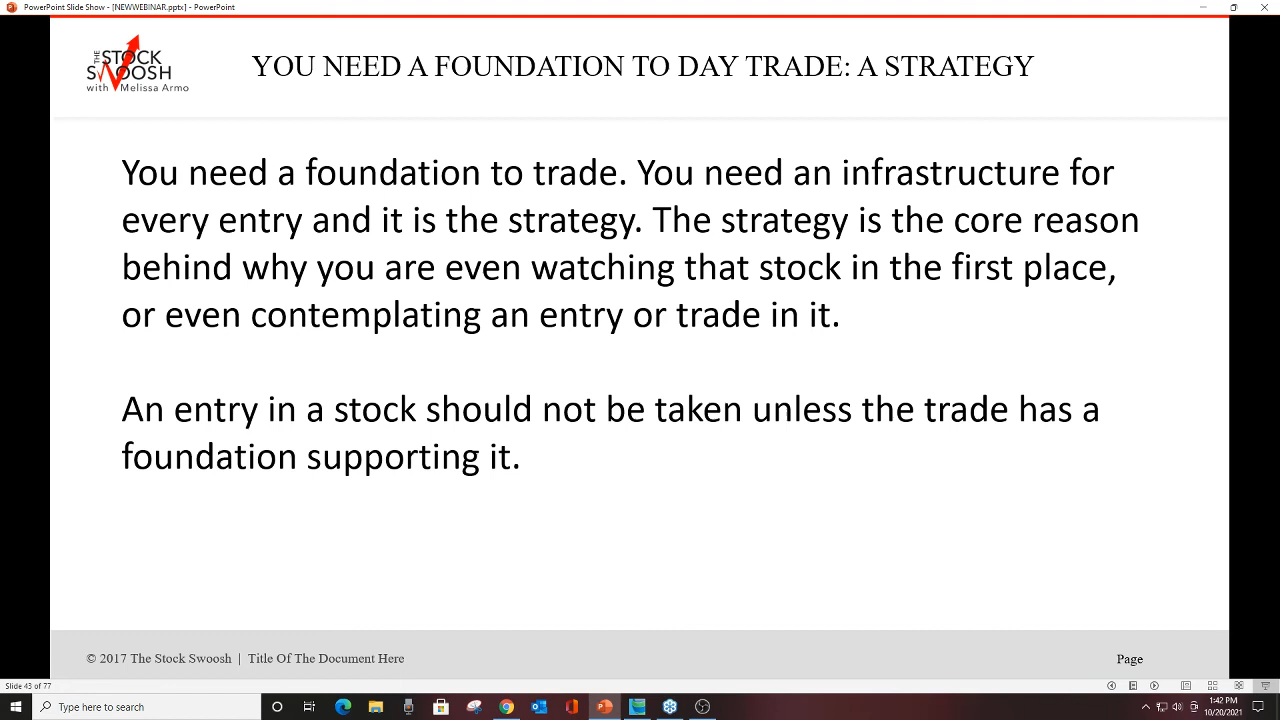 PowerPoint Slide Show - [NEWWEBINAR.pptx] - PowerPoint
THE
STOCK
SWOOSH
with Melissa Armo
YOU NEED A FOUNDATION TO DAY TRADE: A STRATEGY
You need a foundation to trade. You need an infrastructure for
every entry and it is the strategy. The strategy is the core reason
behind why you are even watching that stock in the first place,
or even contemplating an entry or trade in it.
An entry in a stock should not be taken unless the trade has a
foundation supporting it.
© 2017 The Stock Swoosh | Title Of The Document Here
Page
Slide 43 of 77
Type here to search
1:42 PM
10/20/2021